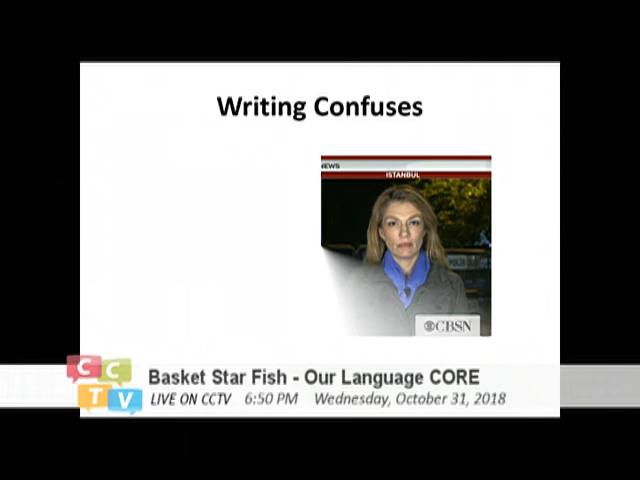 Writing Confuses
NEWS
ISTANBUL
CBSN
CCTV
Basket Star Fish - Our Language CORE
LIVE ON CCTV 6:50 PM Wednesday, October 31, 2018